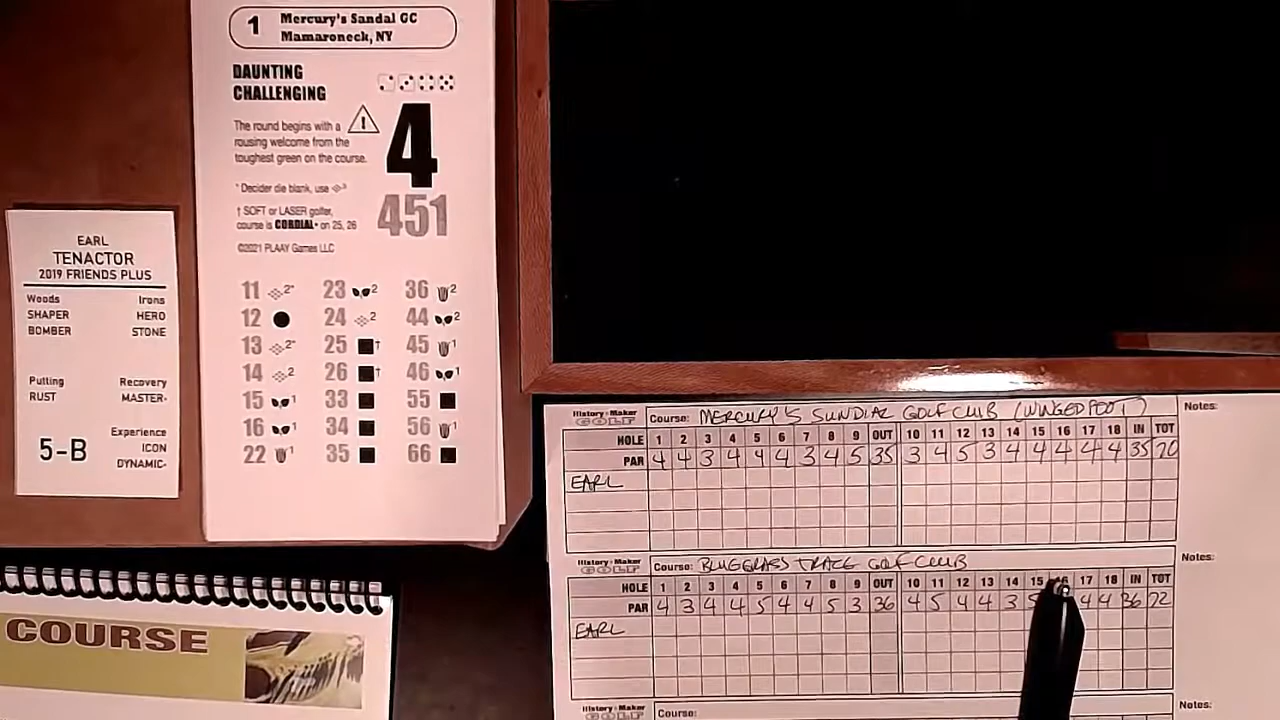 1
Mercury's Sandal GC
Mamaroneck, NY
DAUNTING
CHALLENGING
The round begins with a
rousing welcome from the
toughest green on the course.
4
451
* Decider die blank, use 3
† SOFT or LASER golfer,
course is CORDIAL• on 25, 26
©2021 PLAAY Games LLC
11 2* 23 2 36 2
12 24 2 44 2
13 2* 25 † 45 1
14 2 26 † 46 1
15 1 33 55
16 1 34 56 1
22 1 35 66
EARL
TENACTOR
2019 FRIENDS PLUS
Woods Irons
SHAPER HERO
BOMBER STONE
Putting Recovery
RUST MASTER•
5-B
Experience
ICON
DYNAMIC•
COURSE
History Maker
GOLF
Course: MERCURY'S SUNDIAL GOLF CLUB (WINGED FOOT)
Notes:
HOLE 1 2 3 4 5 6 7 8 9 OUT 10 11 12 13 14 15 16 17 18 IN TOT
PAR 4 4 3 4 4 4 3 4 5 35 3 4 5 3 4 4 4 4 4 35 70
EARL
History Maker
GOLF
Course: BLUEGRASS TRACE GOLF CLUB
Notes:
HOLE 1 2 3 4 5 6 7 8 9 OUT 10 11 12 13 14 15 16 17 18 IN TOT
PAR 4 3 4 4 5 4 4 5 3 36 4 5 4 4 3 5 4 4 36 72
EARL
History Maker
GOLF
Course:
Notes: